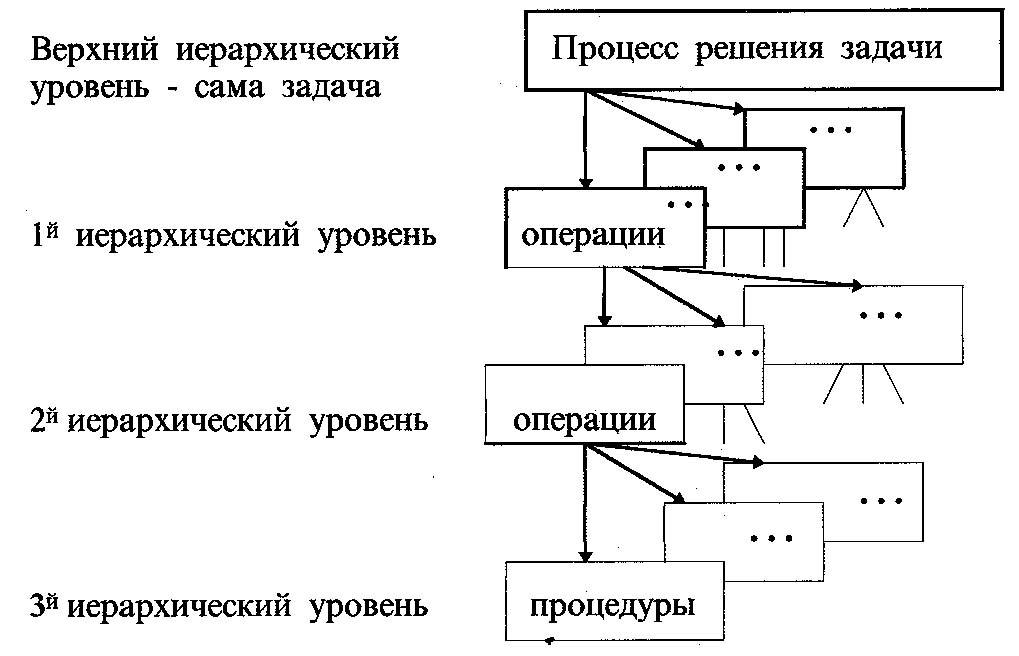 Верхний иерархический
уровень - сама задача
Процесс решения задачи
...
...
...
1й иерархический уровень
операции
...
...
2й иерархический уровень
операции
...
...
3й иерархический уровень
процедуры